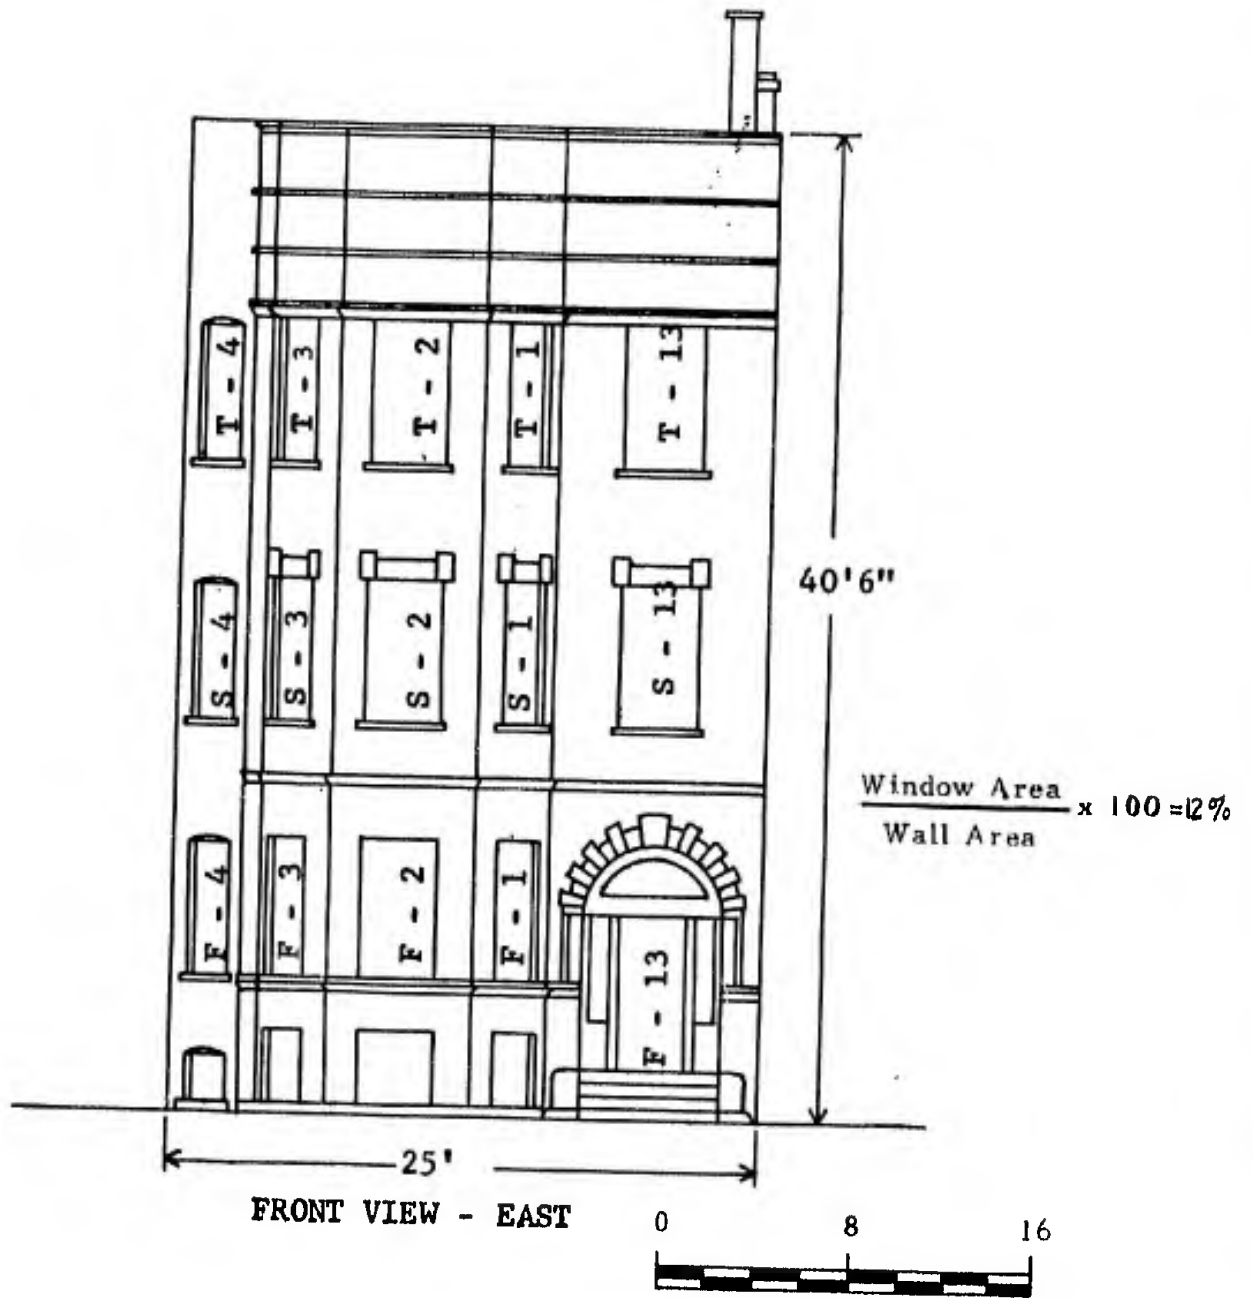 T - 4
T - 3
T - 2
T - 1
T - 13
S - 4
S - 3
S - 2
S - 1
S - 13
40'6"
Window Area
x 100 = 12%
Wall Area
F - 4
F - 3
F - 2
F - 1
F - 13
25'
FRONT VIEW - EAST
0 8 16